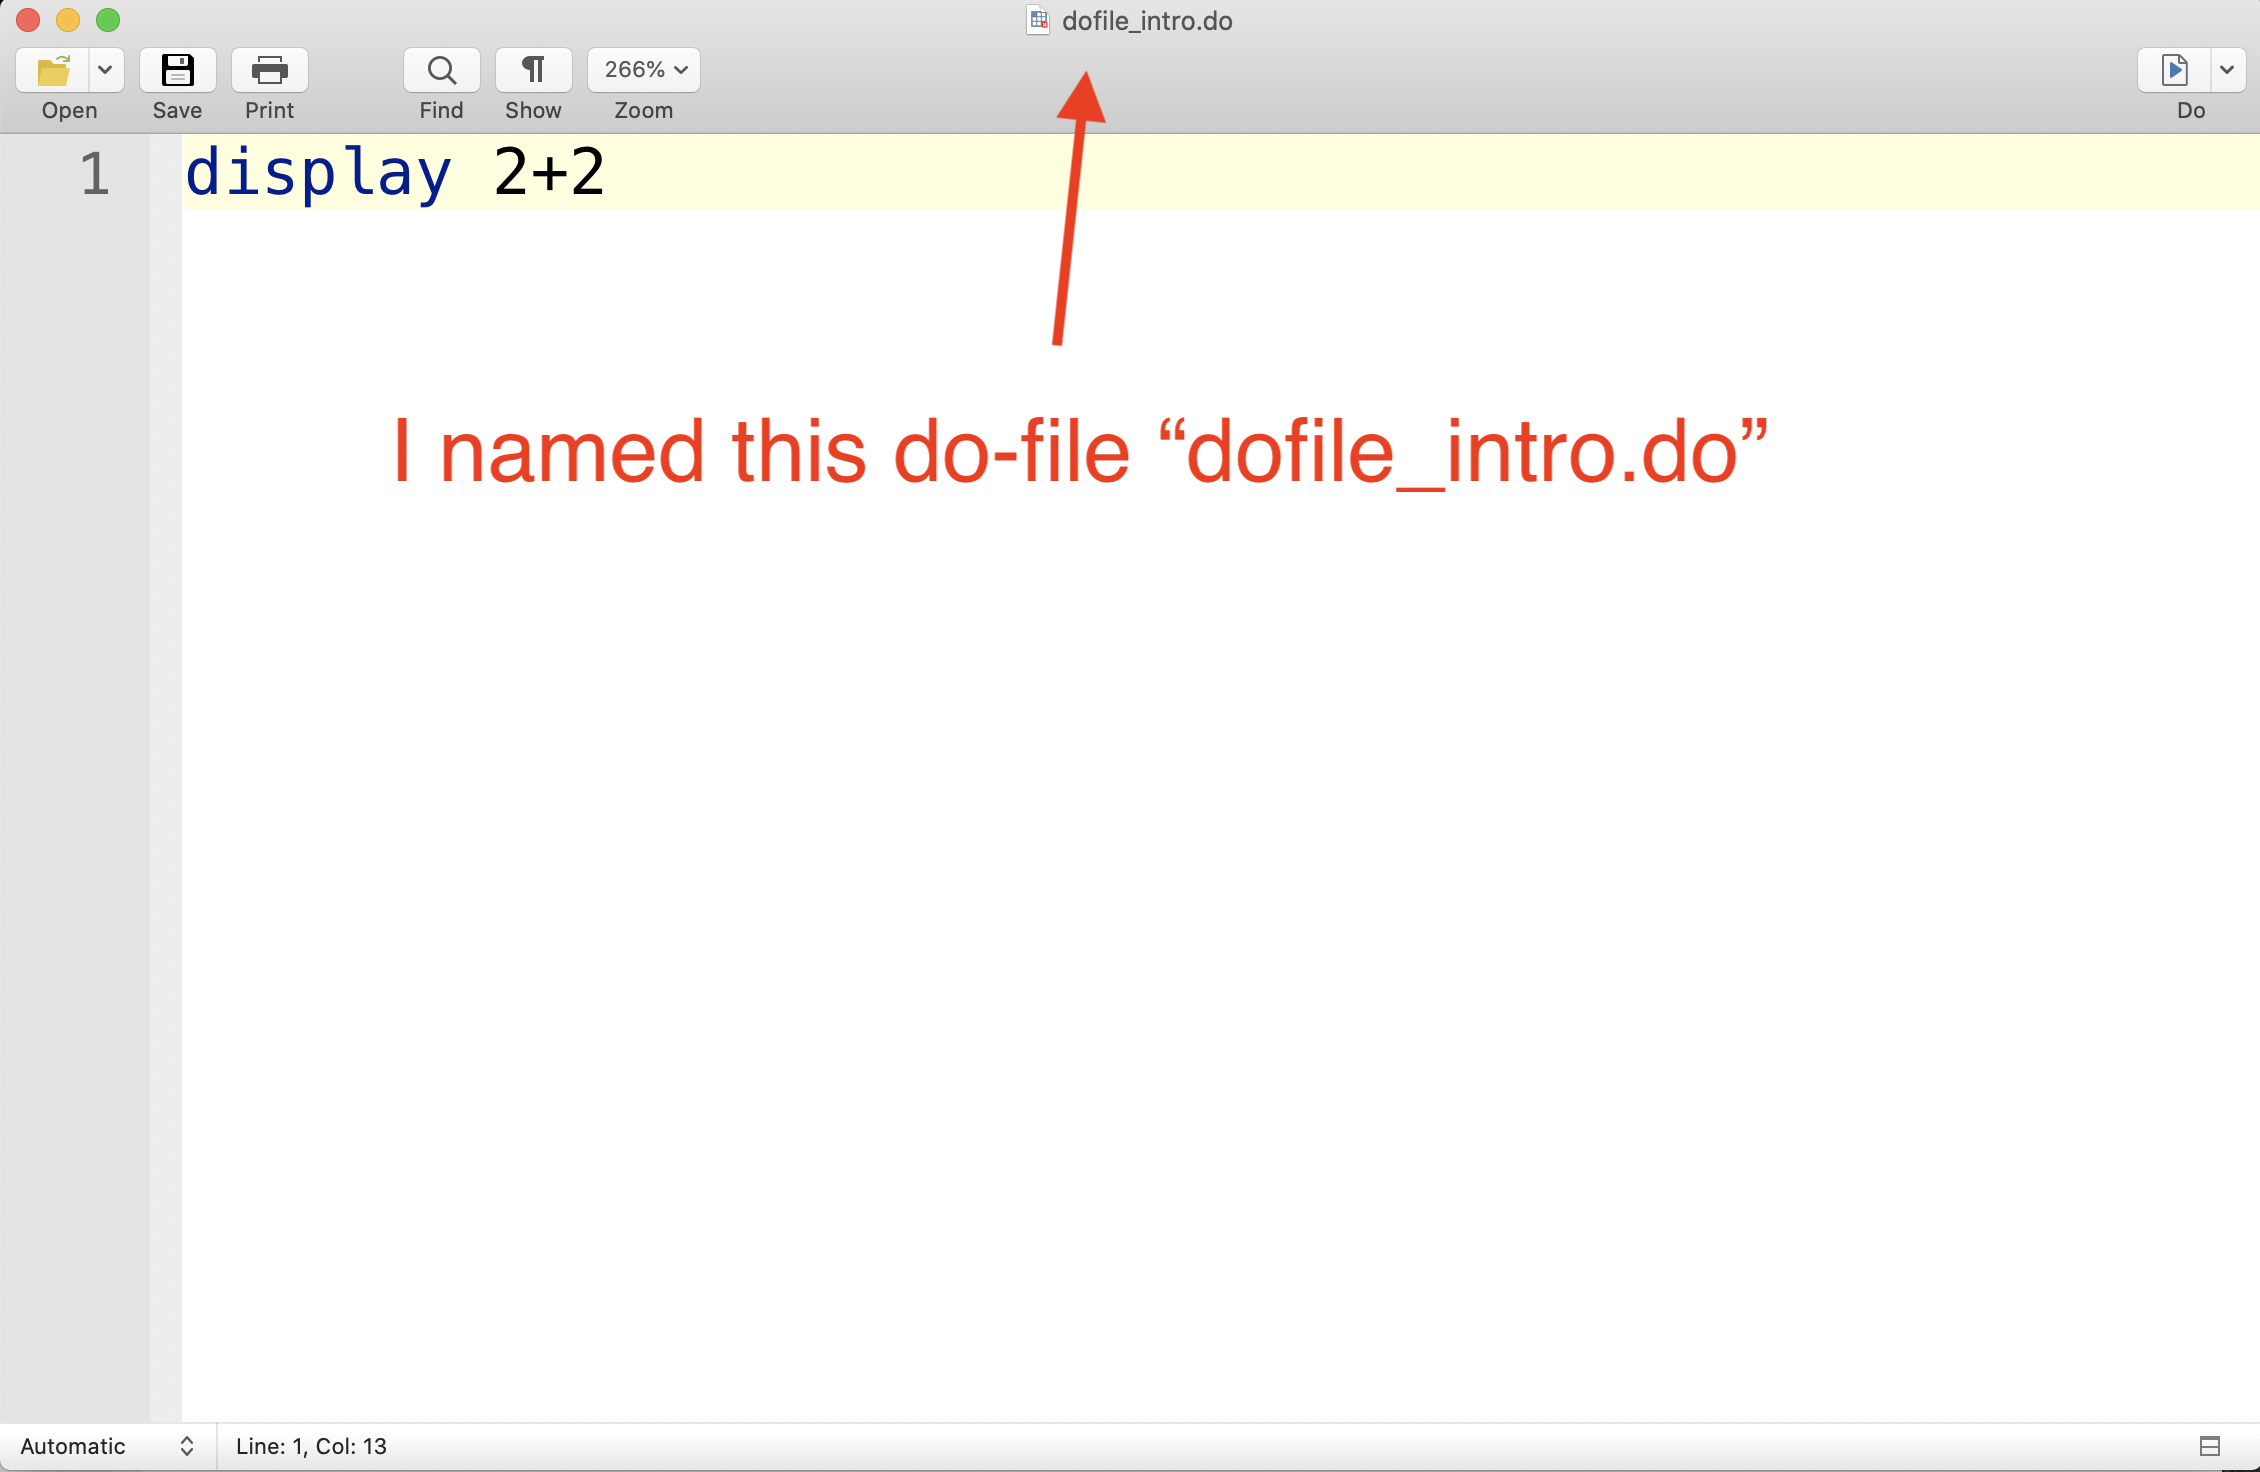 dofile_intro.do
266%
Open Save Print Find Show Zoom Do
1 display 2+2
I named this do-file “dofile_intro.do”
Automatic Line: 1, Col: 13